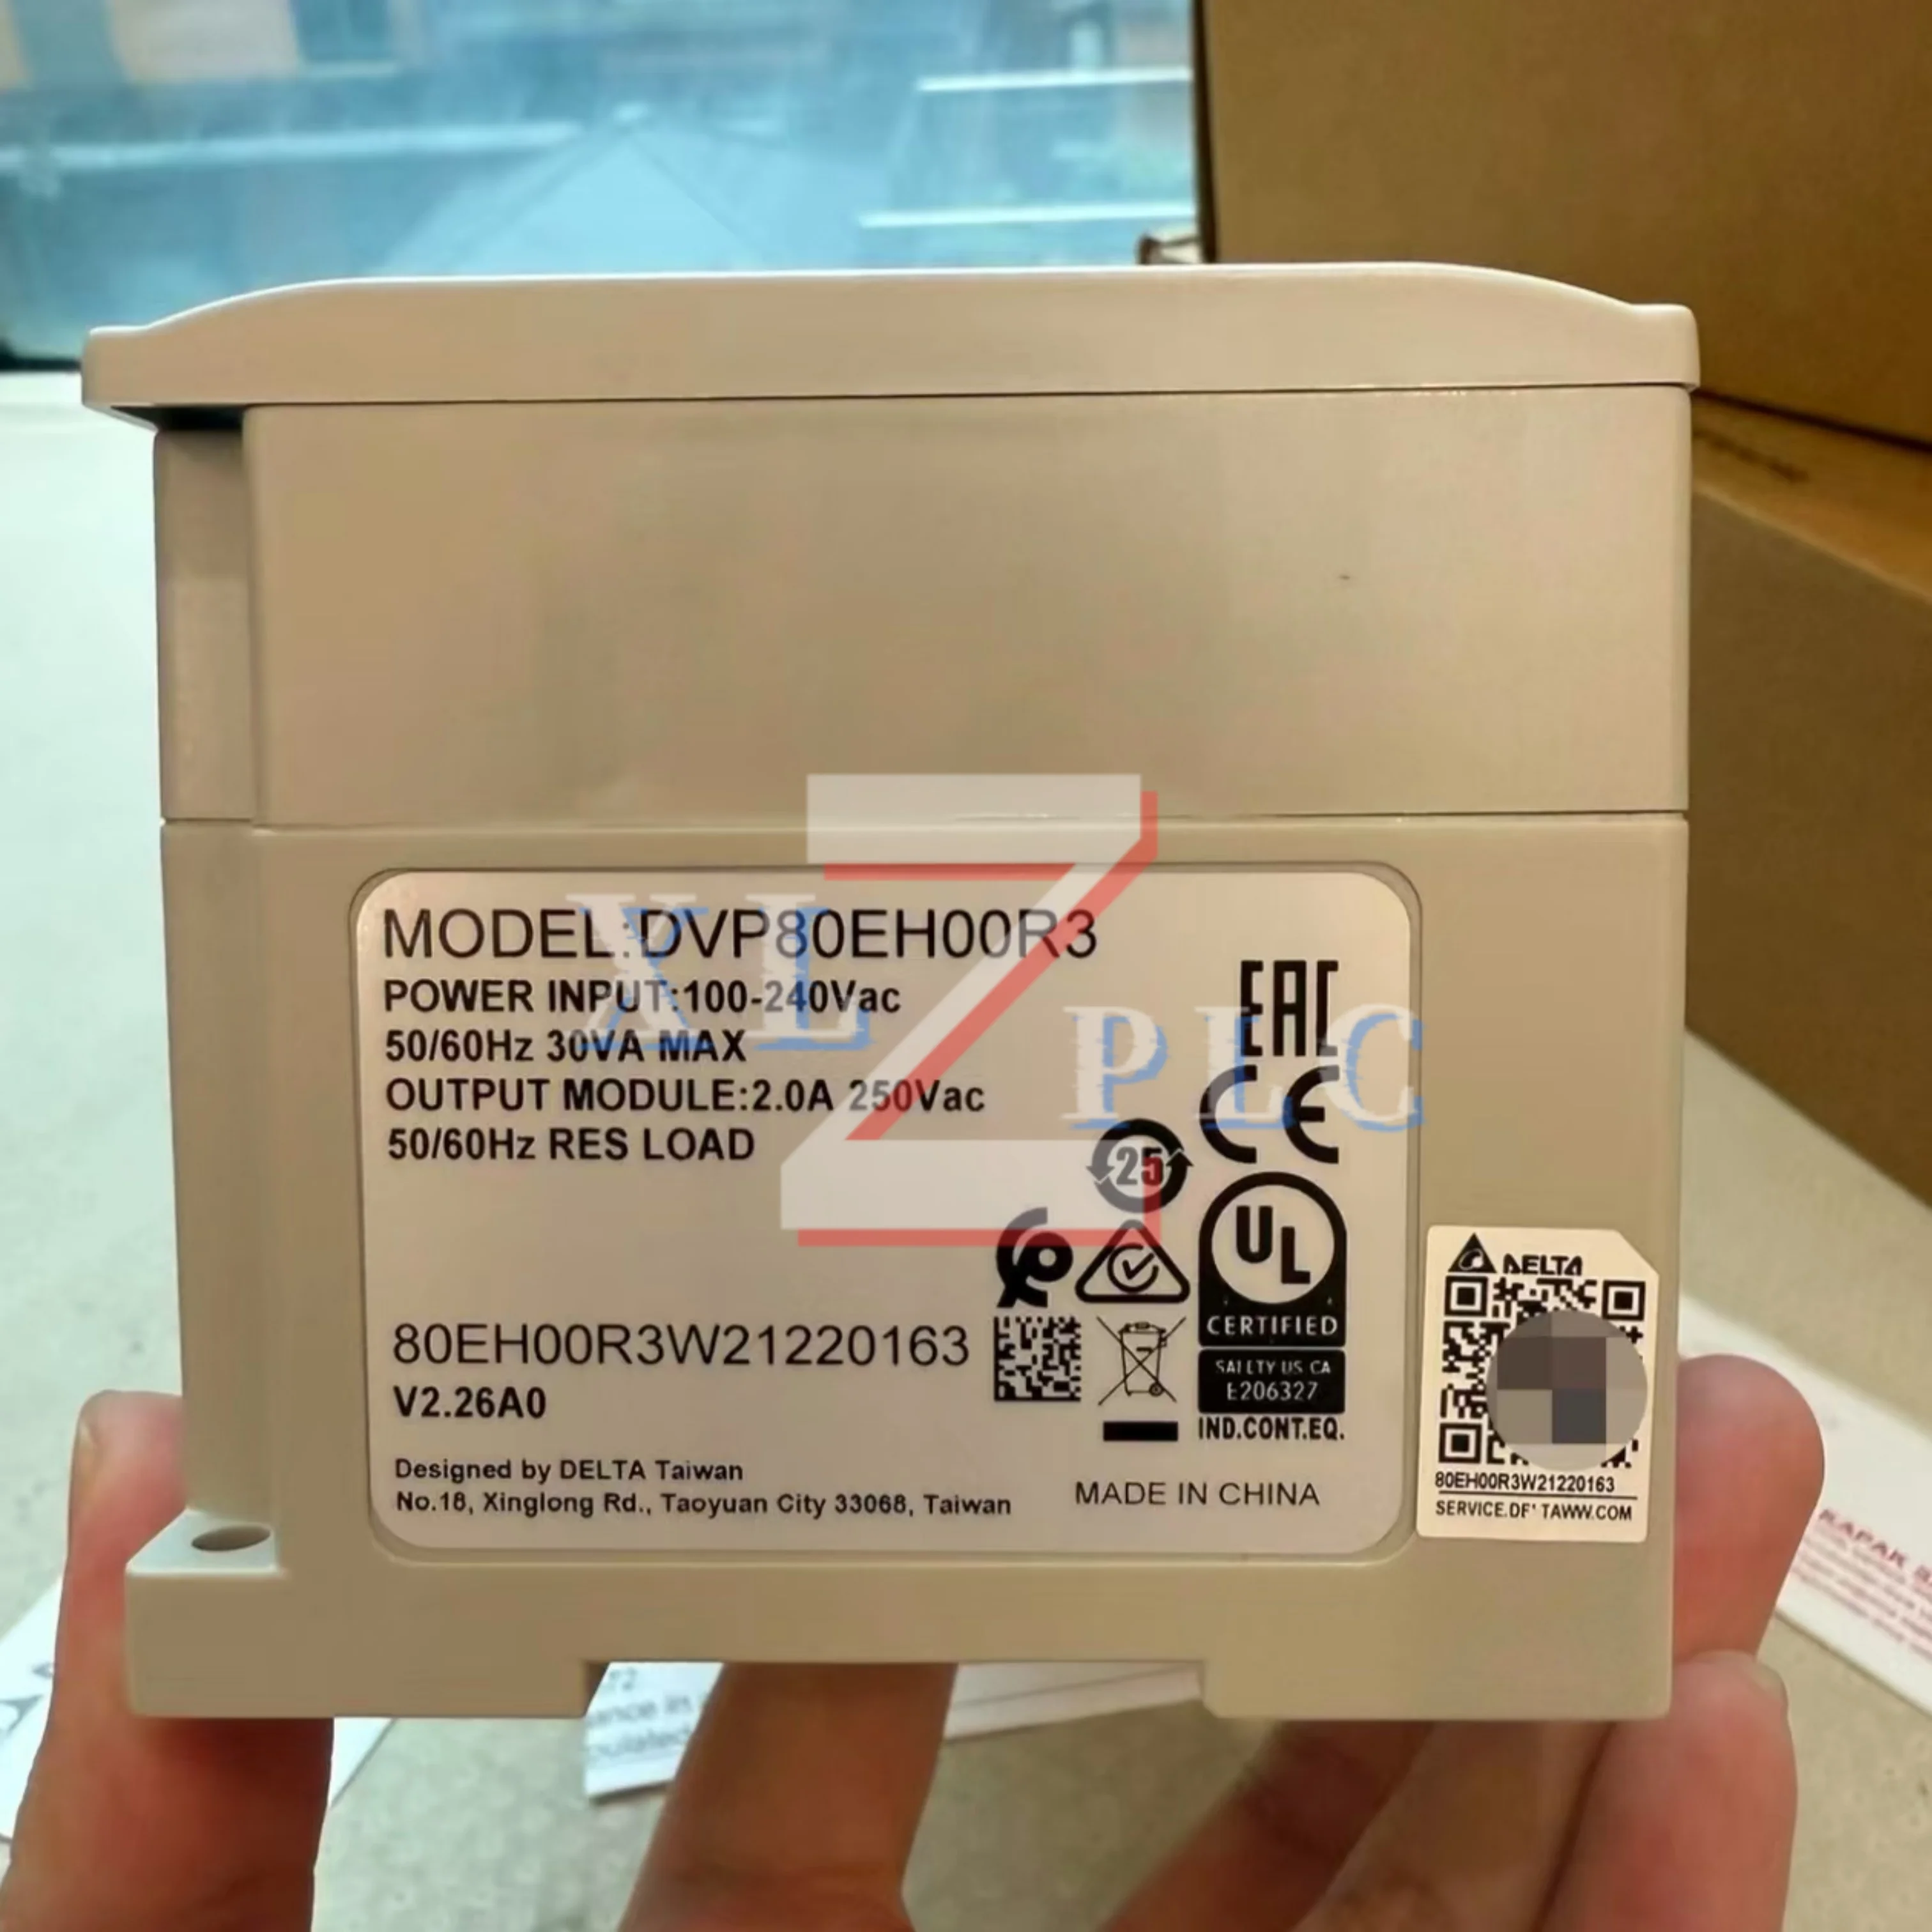 MODEL:DVP80EH00R3
POWER INPUT:100-240Vac
50/60Hz 30VA MAX
OUTPUT MODULE:2.0A 250Vac
50/60Hz RES LOAD
XL Z PLC
EAC
CE
25
UL
CERTIFIED
SAFETY US CA
E206327
IND.CONT.EQ.
80EH00R3W21220163
V2.26A0
Designed by DELTA Taiwan
No.18, Xinglong Rd., Taoyuan City 33068, Taiwan
MADE IN CHINA
DELTA
80EH00R3W21220163
ance in